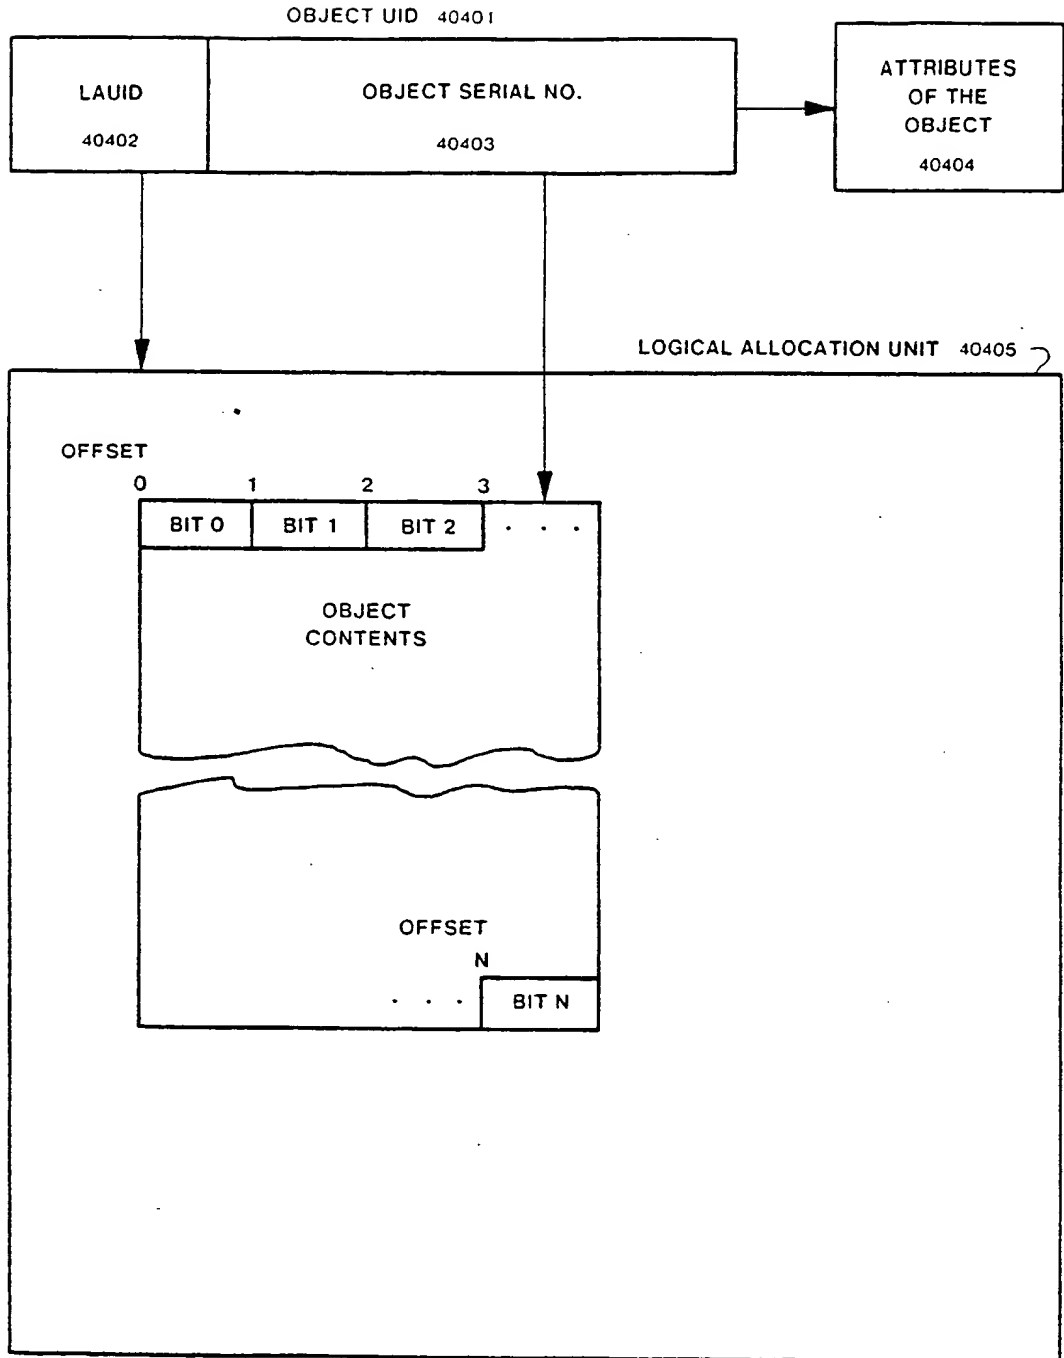 OBJECT UID 40401
LAUID
40402
OBJECT SERIAL NO.
40403
ATTRIBUTES
OF THE
OBJECT
40404
LOGICAL ALLOCATION UNIT 40405
OFFSET
0 1 2 3
BIT 0 BIT 1 BIT 2 . . .
OBJECT
CONTENTS
OFFSET
N
. . . BIT N